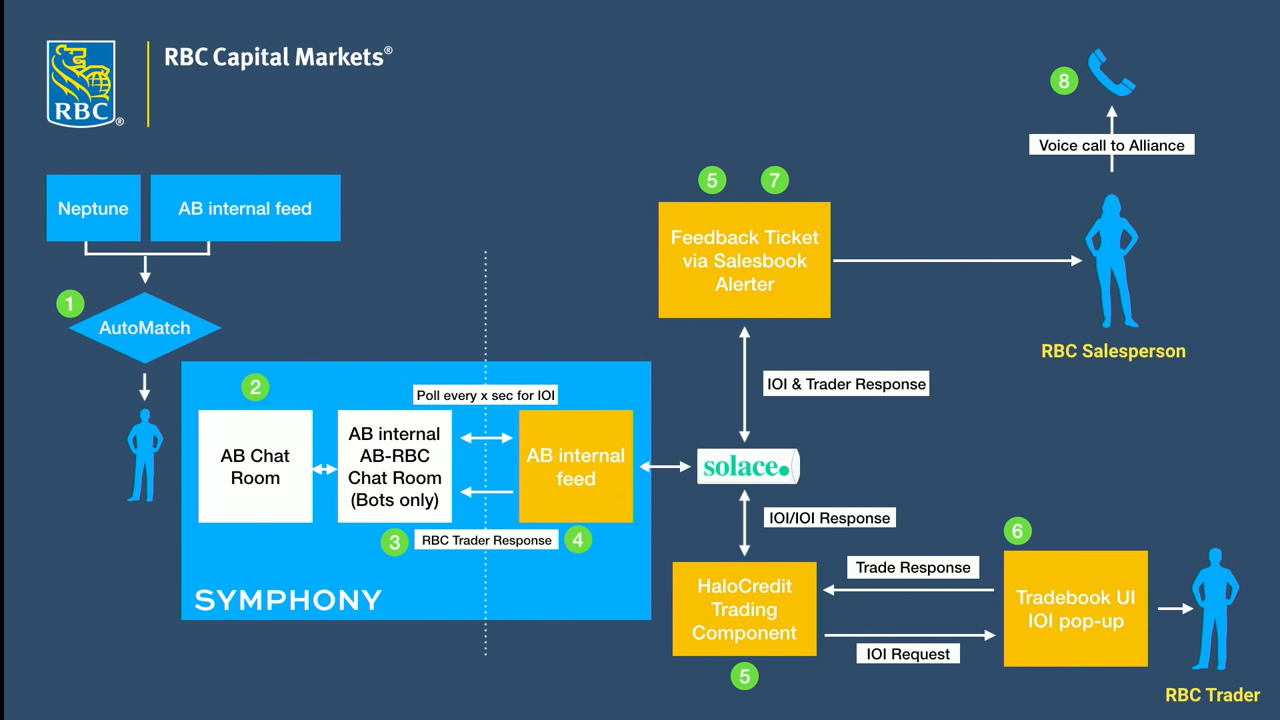 RBC Capital Markets®
RBC®
8
Voice call to Alliance
5
7
Neptune
AB internal feed
Feedback Ticket
via Salesbook
Alerter
1
AutoMatch
RBC Salesperson
2
Poll every x sec for IOI
IOI & Trader Response
AB Chat
Room
AB internal
AB-RBC
Chat Room
(Bots only)
AB internal
feed
solace.
3
RBC Trader Response
4
IOI/IOI Response
6
SYMPHONY
HaloCredit
Trading
Component
Trade Response
IOI Request
Tradebook UI
IOI pop-up
5
RBC Trader